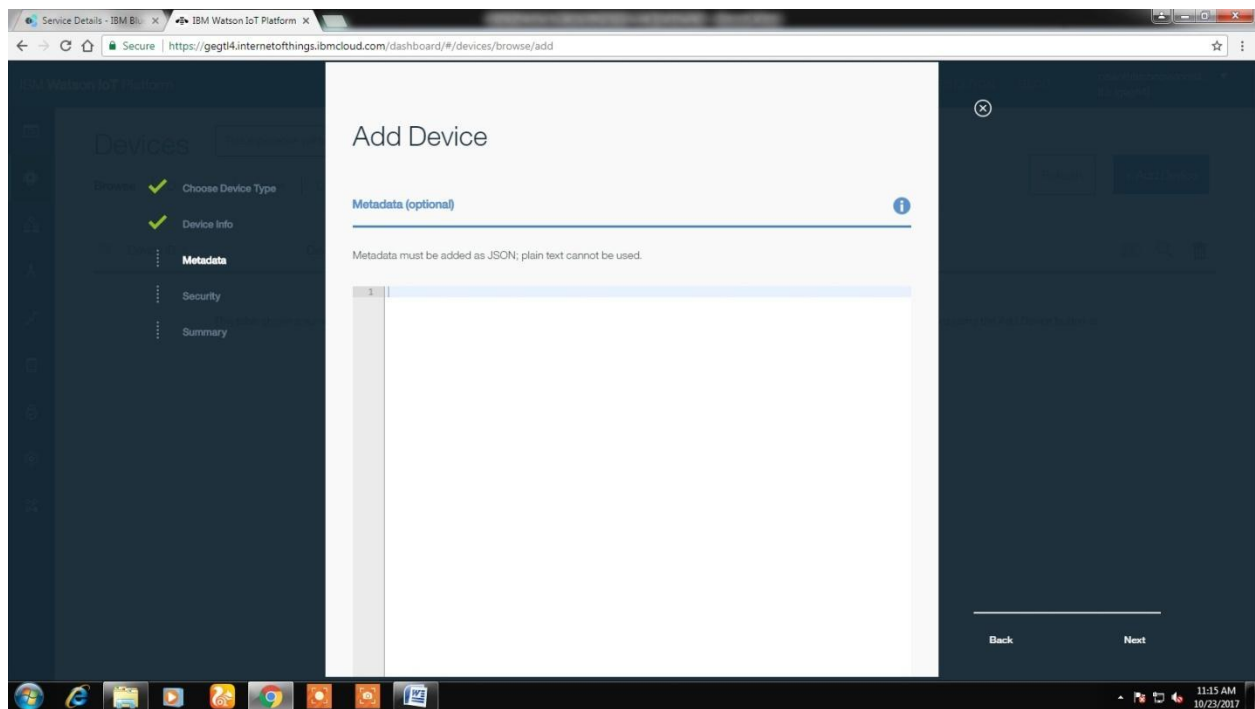 Service Details - IBM Blu
IBM Watson IoT Platform
Secure | https://gegtl4.internetofthings.ibmcloud.com/dashboard/#/devices/browse/add
IBM Watson IoT Platform
Add Device
Devices
Browse
Choose Device Type
Metadata (optional)
Device Info
Metadata
Metadata must be added as JSON; plain text cannot be used.
Security
1
Summary
Back
Next
11:15 AM
10/23/2017